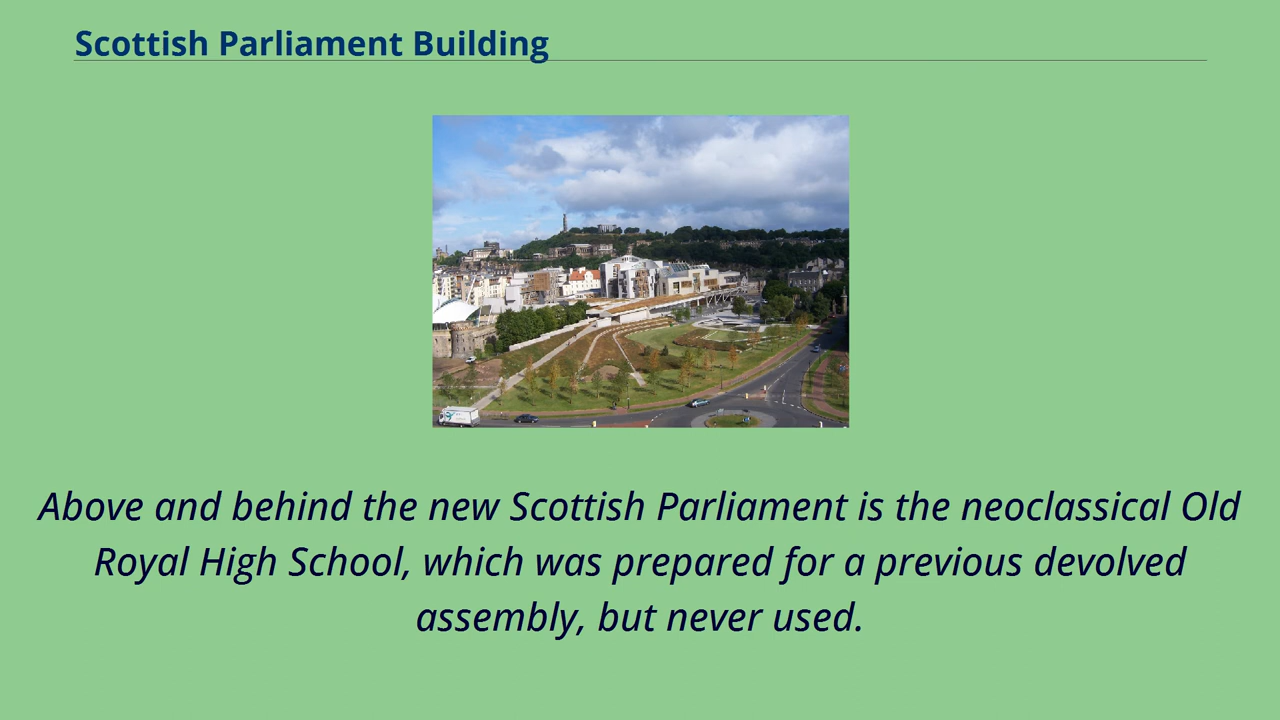 Scottish Parliament Building
Above and behind the new Scottish Parliament is the neoclassical Old
Royal High School, which was prepared for a previous devolved
assembly, but never used.